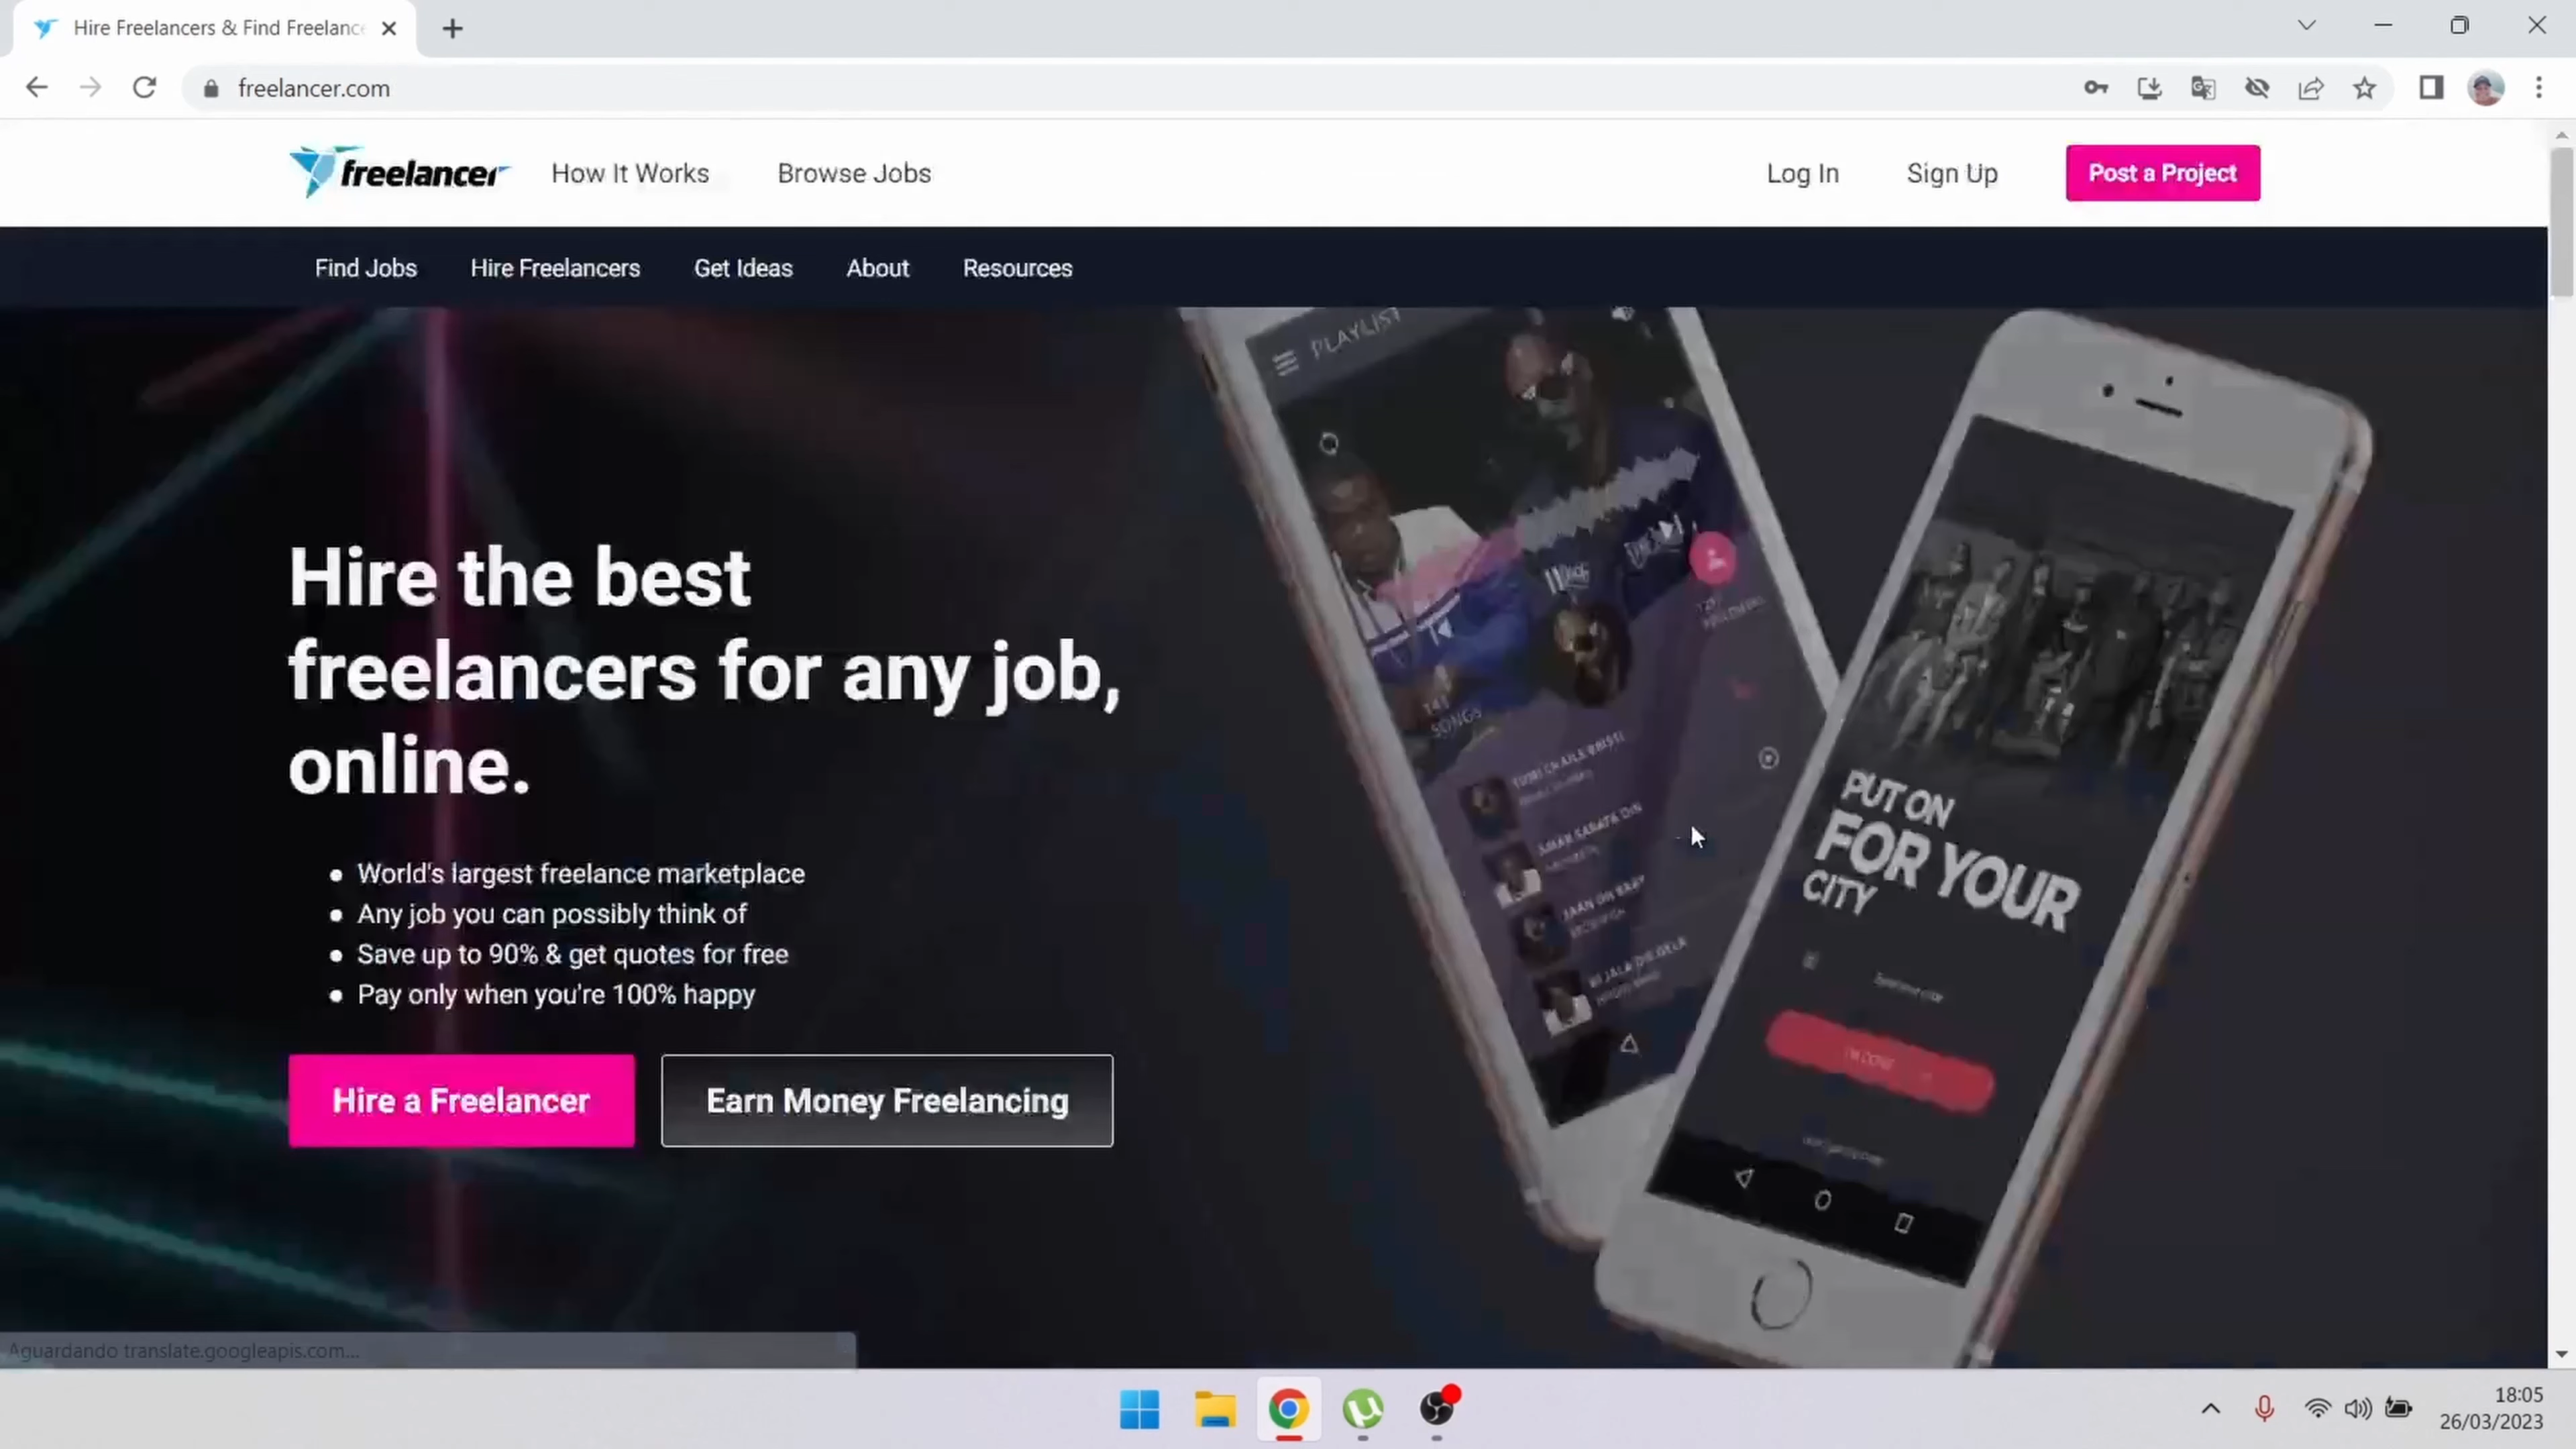 Hire Freelancers & Find Freelance
freelancer.com
freelancer
How It Works
Browse Jobs
Log In
Sign Up
Post a Project
Find Jobs
Hire Freelancers
Get Ideas
About
Resources
PLAYLIST
Hire the best
freelancers for any job,
online.
World's largest freelance marketplace
Any job you can possibly think of
Save up to 90% & get quotes for free
Pay only when you're 100% happy
Hire a Freelancer
Earn Money Freelancing
141
SONGS
PUT ON
FOR YOUR
CITY
Aguardando translate.googleapis.com...
18:05
26/03/2023